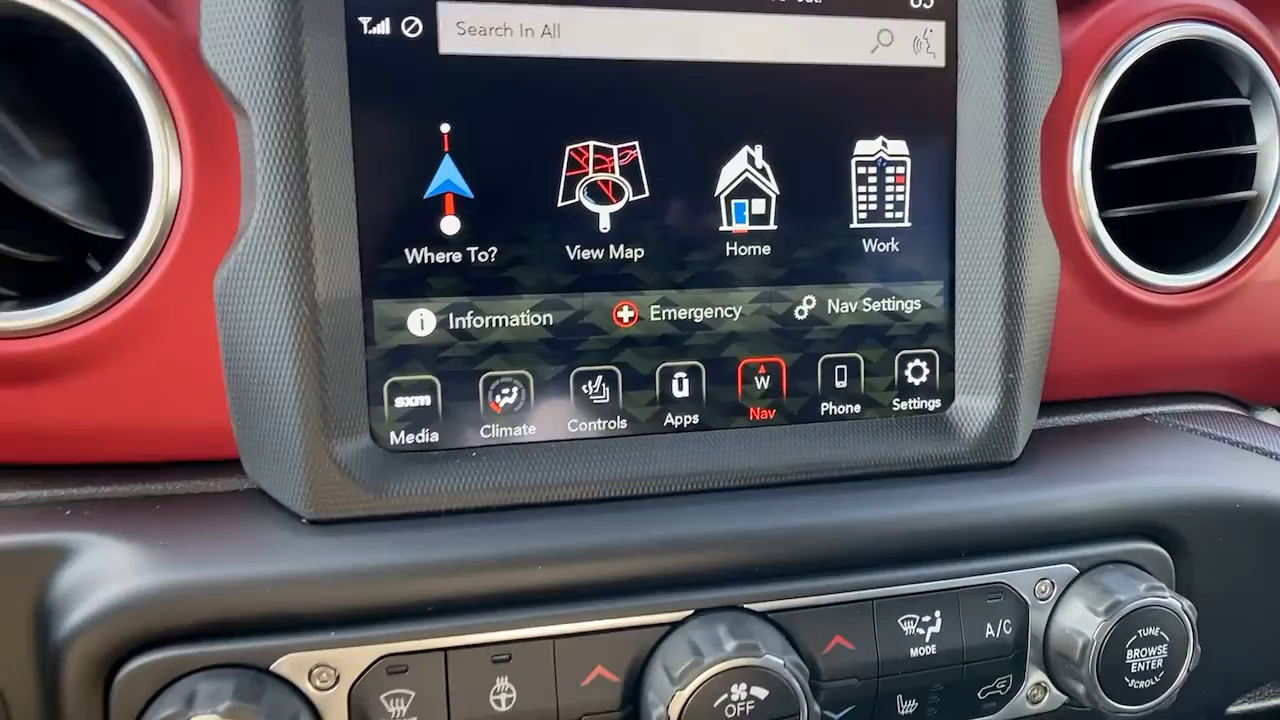 Search In All
Where To?
View Map
Home
Work
Information
Emergency
Nav Settings
sxm
Media
Climate
Controls
ū
Apps
W
Nav
Phone
Settings
MODE
A/C
OFF
TUNE
BROWSE
ENTER
SCROLL